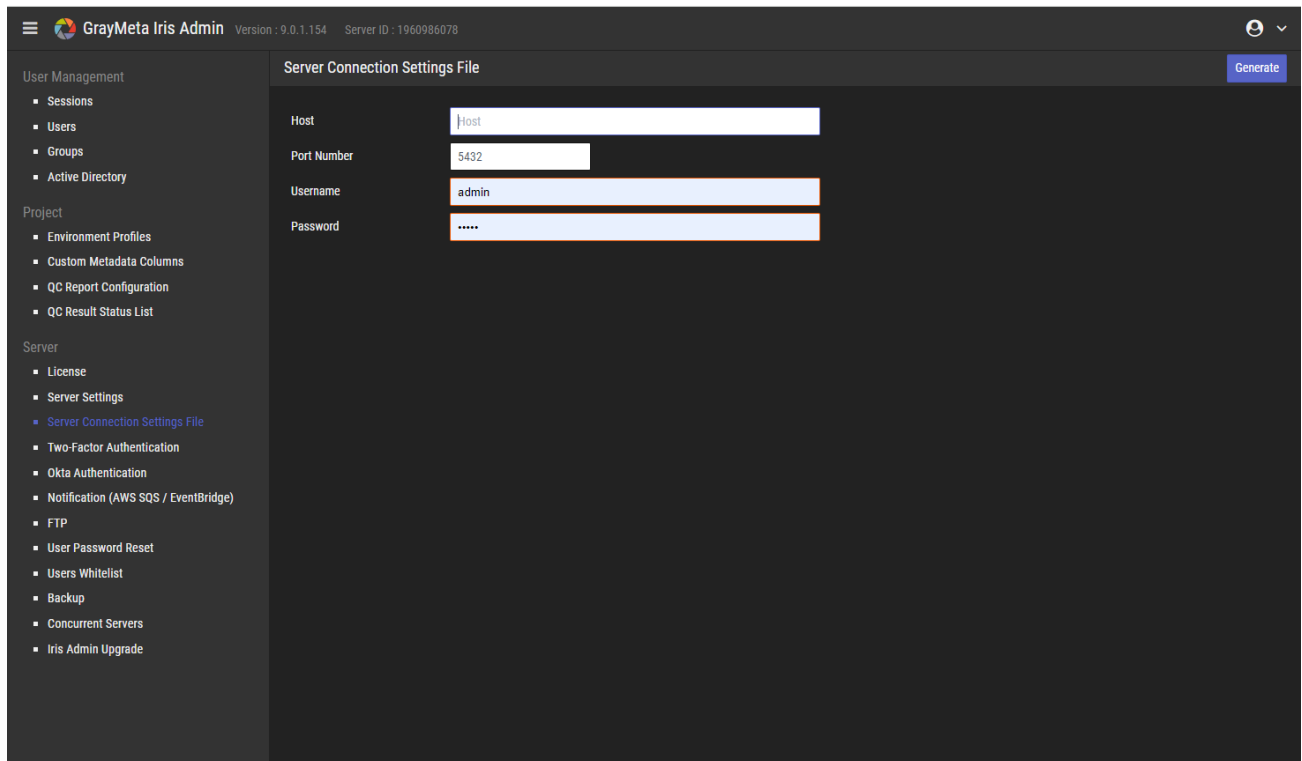 GrayMeta Iris Admin Version : 9.0.1.154 Server ID : 1960986078
User Management
Sessions
Users
Groups
Active Directory
Project
Environment Profiles
Custom Metadata Columns
QC Report Configuration
QC Result Status List
Server
License
Server Settings
Server Connection Settings File
Two-Factor Authentication
Okta Authentication
Notification (AWS SQS / EventBridge)
FTP
User Password Reset
Users Whitelist
Backup
Concurrent Servers
Iris Admin Upgrade
Server Connection Settings File Generate
Host Host
Port Number 5432
Username admin
Password •••••